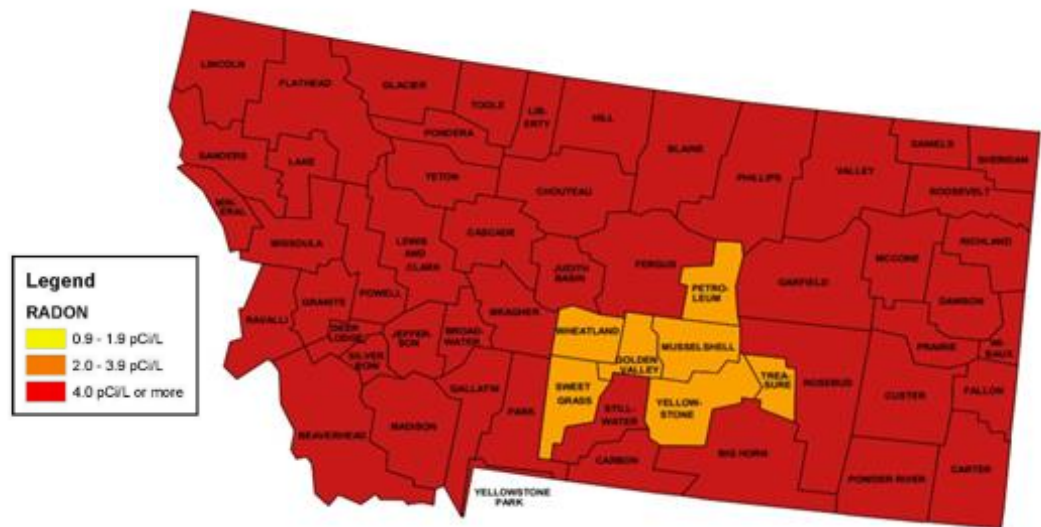 LINCOLN
FLATHEAD
GLACIER
TOOLE
LIB-
ERTY
HILL
BLAINE
PHILLIPS
VALLEY
DANIELS
SHERIDAN
ROOSEVELT
PONDERA
SANDERS
LAKE
TETON
CHOUTEAU
MIN-
ERAL
MISSOULA
LEWIS
AND
CLARK
CASCADE
JUDITH
BASIN
FERGUS
PETRO-
LEUM
GARFIELD
MCCONE
RICHLAND
DAWSON
WI-
BAUX
PRAIRIE
RAVALLI
GRANITE
POWELL
DEER
LODGE
SILVER
BOW
JEFFER-
SON
BROAD-
WATER
MEAGHER
WHEATLAND
GOLDEN
VALLEY
MUSSELSHELL
TREA-
SURE
ROSEBUD
CUSTER
FALLON
BEAVERHEAD
MADISON
GALLATIN
PARK
SWEET
GRASS
STILL-
WATER
YELLOW-
STONE
CARBON
BIG HORN
POWDER RIVER
CARTER
YELLOWSTONE
PARK
Legend
RADON
0.9 - 1.9 pCi/L
2.0 - 3.9 pCi/L
4.0 pCi/L or more